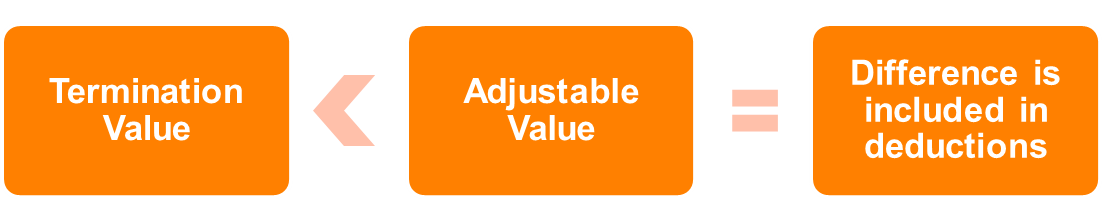 Termination
Value
<
Adjustable
Value
=
Difference is
included in
deductions